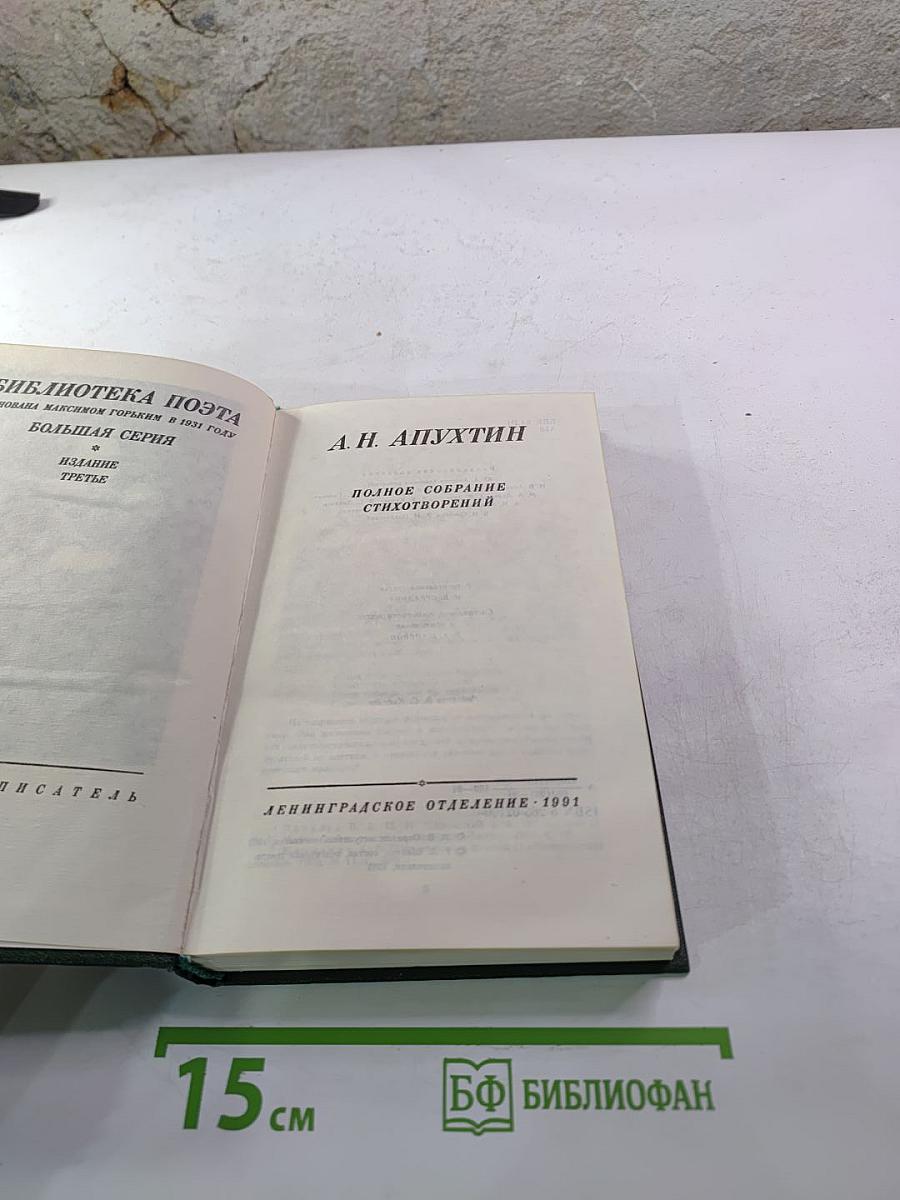 БИБЛИОТЕКА ПОЭТА
МАКСИМОМ ГОРЬКИМ В 1931 ГОДУ
БОЛЬШАЯ СЕРИЯ
*
ИЗДАНИЕ
ТРЕТЬЕ
ПИСАТЕЛЬ
А. Н. АПУХТИН
ПОЛНОЕ СОБРАНИЕ
СТИХОТВОРЕНИЙ
ЛЕНИНГРАДСКОЕ ОТДЕЛЕНИЕ · 1991
15 см
БФ БИБЛИОФАН